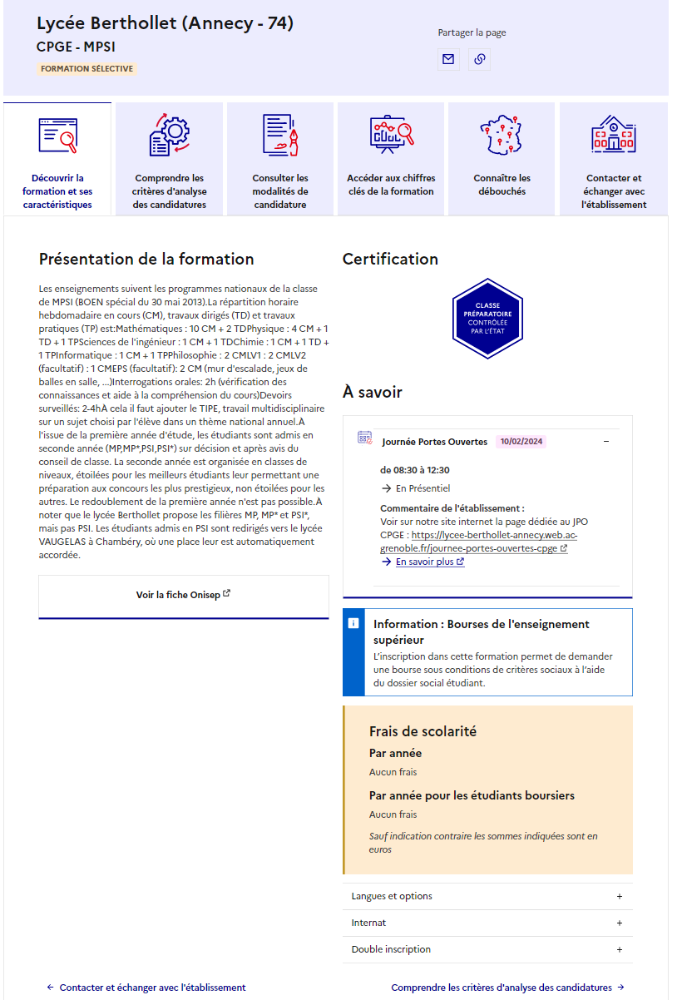 Lycée Berthollet (Annecy - 74)
CPGE - MPSI
FORMATION SÉLECTIVE
Partager la page
Découvrir la
formation et ses
caractéristiques
Comprendre les
critères d'analyse
des candidatures
Consulter les
modalités de
candidature
Accéder aux chiffres
clés de la formation
Connaître les
débouchés
Contacter et
échanger avec
l'établissement
Présentation de la formation
Les enseignements suivent les programmes nationaux de la classe
de MPSI (BOEN spécial du 30 mai 2013).La répartition horaire
hebdomadaire en cours (CM), travaux dirigés (TD) et travaux
pratiques (TP) est:Mathématiques : 10 CM + 2 TDPhysique : 4 CM + 1
TD + 1 TPSciences de l'ingénieur : 1 CM + 1 TDChimie : 1 CM + 1 TD +
1 TPInformatique : 1 CM + 1 TPPhilosophie : 2 CMLV1 : 2 CMLV2
(facultatif) : 1 CMEPS (facultatif): 2 CM (mur d'escalade, jeux de
balles en salle, ...)Interrogations orales: 2h (vérification des
connaissances et aide à la compréhension du cours)Devoirs
surveillés: 2-4hÀ cela il faut ajouter le TIPE, travail multidisciplinaire
sur un sujet choisi par l'élève dans un thème national annuel.À
l'issue de la première année d'étude, les étudiants sont admis en
seconde année (MP,MP*,PSI,PSI*) sur décision et après avis du
conseil de classe. La seconde année est organisée en classes de
niveaux, étoilées pour les meilleurs étudiants leur permettant une
préparation aux concours les plus prestigieux, non étoilées pour les
autres. Le redoublement de la première année n'est pas possible.À
noter que le lycée Berthollet propose les filières MP, MP* et PSI*,
mais pas PSI. Les étudiants admis en PSI sont redirigés vers le lycée
VAUGELAS à Chambéry, où une place leur est automatiquement
accordée.
Voir la fiche Onisep
Certification
CLASSE
PRÉPARATOIRE
CONTRÔLÉE
PAR L'ÉTAT
À savoir
Journée Portes Ouvertes 10/02/2024 −
de 08:30 à 12:30
→ En Présentiel
Commentaire de l'établissement :
Voir sur notre site internet la page dédiée au JPO
CPGE : https://lycee-berthollet-annecy.web.ac-
grenoble.fr/journee-portes-ouvertes-cpge
→ En savoir plus
Information : Bourses de l'enseignement
supérieur
L'inscription dans cette formation permet de demander
une bourse sous conditions de critères sociaux à l'aide
du dossier social étudiant.
Frais de scolarité
Par année
Aucun frais
Par année pour les étudiants boursiers
Aucun frais
Sauf indication contraire les sommes indiquées sont en
euros
Langues et options +
Internat +
Double inscription +
← Contacter et échanger avec l'établissement
Comprendre les critères d'analyse des candidatures →